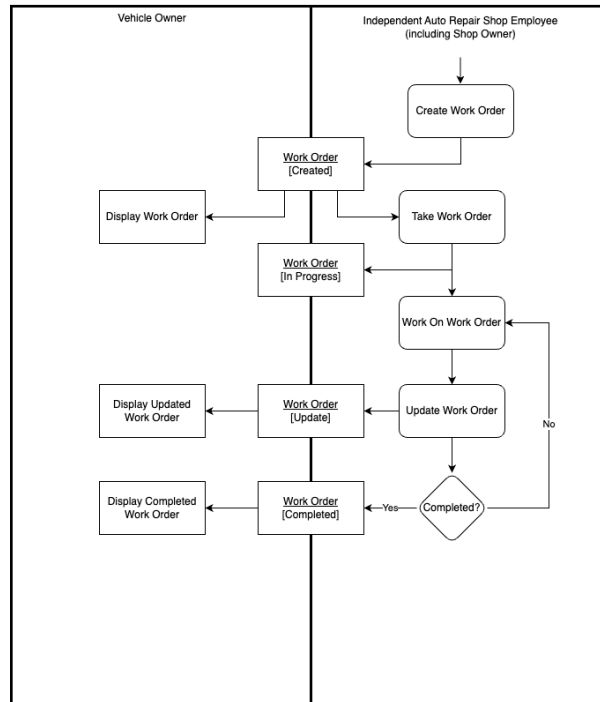 Vehicle Owner
Independent Auto Repair Shop Employee
(including Shop Owner)
Create Work Order
Work Order
[Created]
Display Work Order
Take Work Order
Work Order
[In Progress]
Work On Work Order
Display Updated
Work Order
Work Order
[Update]
Update Work Order
No
Display Completed
Work Order
Work Order
[Completed]
Yes
Completed?